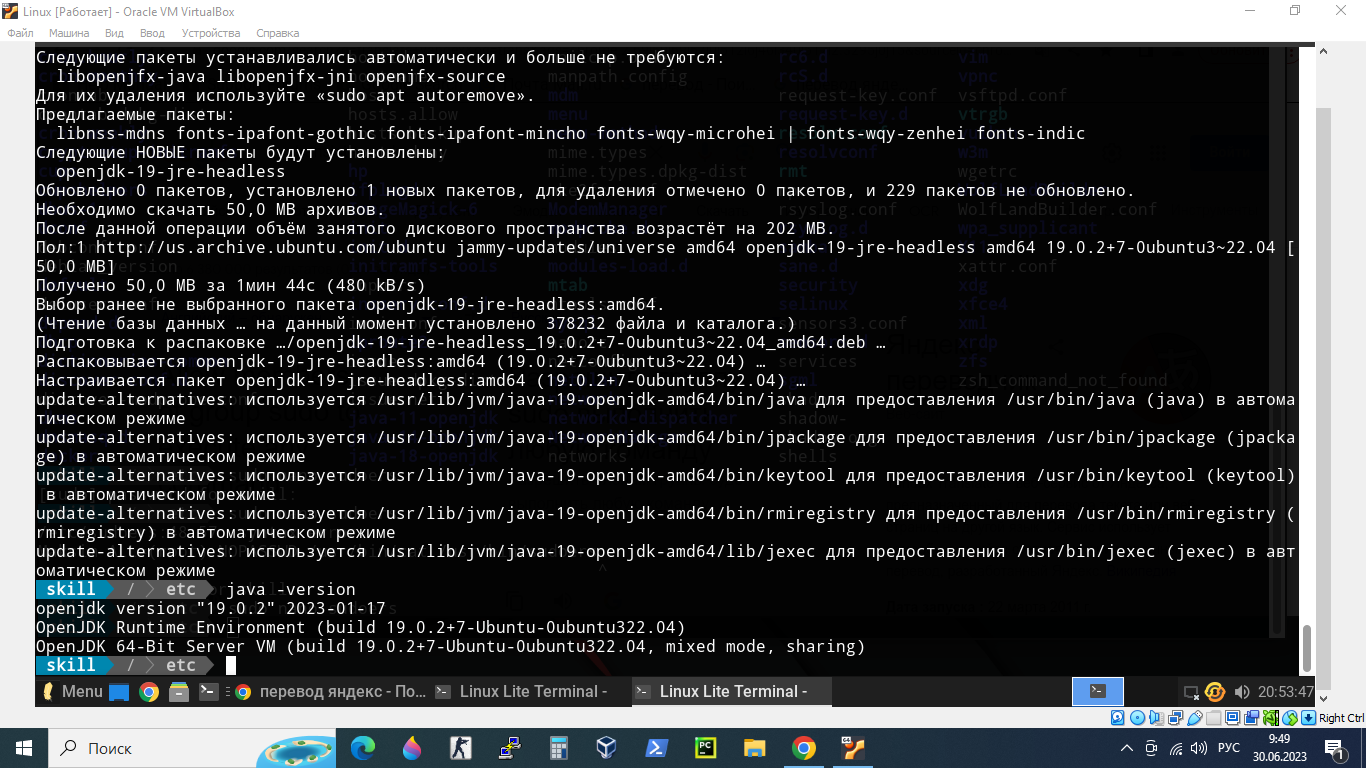 Linux [Работает] - Oracle VM VirtualBox
Файл Машина Вид Ввод Устройства Справка
Следующие пакеты устанавливались автоматически и больше не требуются:
libopenjfx-java libopenjfx-jni openjfx-source
Для их удаления используйте «sudo apt autoremove».
Предлагаемые пакеты:
libnss-mdns fonts-ipafont-gothic fonts-ipafont-mincho fonts-wqy-microhei | fonts-wqy-zenhei fonts-indic
Следующие НОВЫЕ пакеты будут установлены:
openjdk-19-jre-headless
Обновлено 0 пакетов, установлено 1 новых пакетов, для удаления отмечено 0 пакетов, и 229 пакетов не обновлено.
Необходимо скачать 50,0 MB архивов.
После данной операции объём занятого дискового пространства возрастёт на 202 MB.
Пол:1 http://us.archive.ubuntu.com/ubuntu jammy-updates/universe amd64 openjdk-19-jre-headless amd64 19.0.2+7-0ubuntu3~22.04 [
50,0 MB]
Получено 50,0 MB за 1мин 44с (480 kB/s)
Выбор ранее не выбранного пакета openjdk-19-jre-headless:amd64.
(Чтение базы данных … на данный момент установлено 378232 файла и каталога.)
Подготовка к распаковке …/openjdk-19-jre-headless_19.0.2+7-0ubuntu3~22.04_amd64.deb …
Распаковывается openjdk-19-jre-headless:amd64 (19.0.2+7-0ubuntu3~22.04) …
Настраивается пакет openjdk-19-jre-headless:amd64 (19.0.2+7-0ubuntu3~22.04) …
update-alternatives: используется /usr/lib/jvm/java-19-openjdk-amd64/bin/java для предоставления /usr/bin/java (java) в автома
тическом режиме
update-alternatives: используется /usr/lib/jvm/java-19-openjdk-amd64/bin/jpackage для предоставления /usr/bin/jpackage (jpacka
ge) в автоматическом режиме
update-alternatives: используется /usr/lib/jvm/java-19-openjdk-amd64/bin/keytool для предоставления /usr/bin/keytool (keytool)
в автоматическом режиме
update-alternatives: используется /usr/lib/jvm/java-19-openjdk-amd64/bin/rmiregistry для предоставления /usr/bin/rmiregistry (
rmiregistry) в автоматическом режиме
update-alternatives: используется /usr/lib/jvm/java-19-openjdk-amd64/lib/jexec для предоставления /usr/bin/jexec (jexec) в авт
оматическом режиме
skill / etc java -version
openjdk version "19.0.2" 2023-01-17
OpenJDK Runtime Environment (build 19.0.2+7-Ubuntu-0ubuntu322.04)
OpenJDK 64-Bit Server VM (build 19.0.2+7-Ubuntu-0ubuntu322.04, mixed mode, sharing)
skill / etc
Menu перевод яндекс - По... Linux Lite Terminal - Linux Lite Terminal - 20:53:47
Right Ctrl
Поиск РУС 9:49
30.06.2023 1